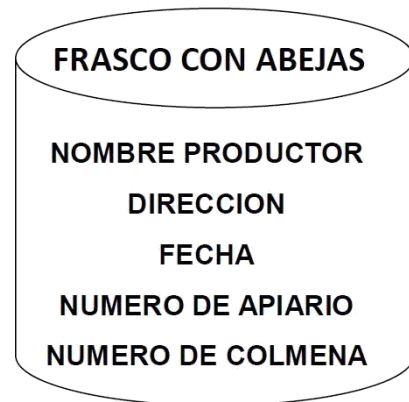 FRASCO CON ABEJAS
NOMBRE PRODUCTOR
DIRECCION
FECHA
NUMERO DE APIARIO
NUMERO DE COLMENA